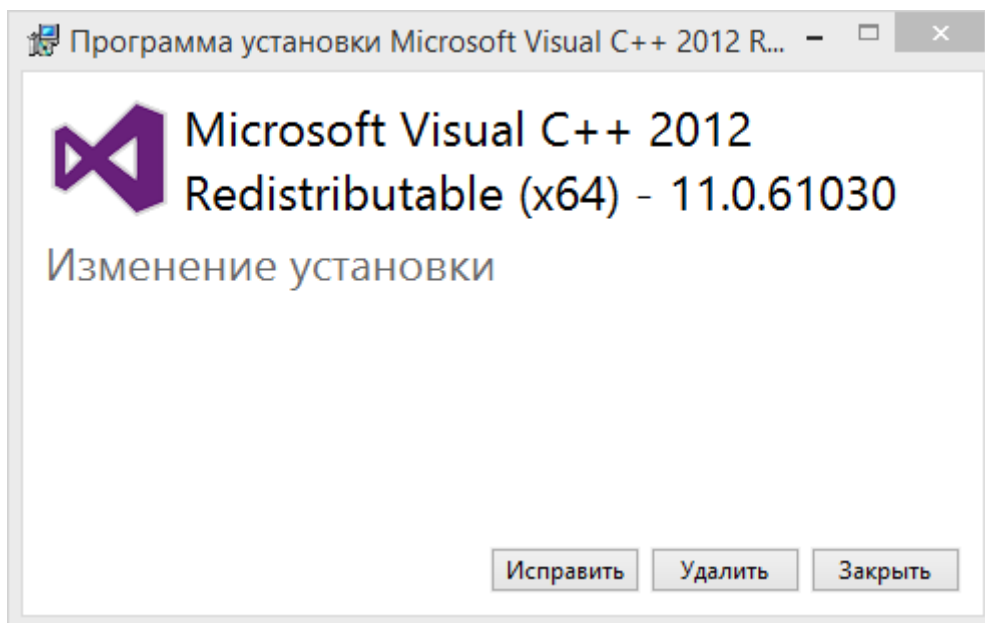 Программа установки Microsoft Visual C++ 2012 R...
Microsoft Visual C++ 2012
Redistributable (x64) - 11.0.61030
Изменение установки
Исправить Удалить Закрыть